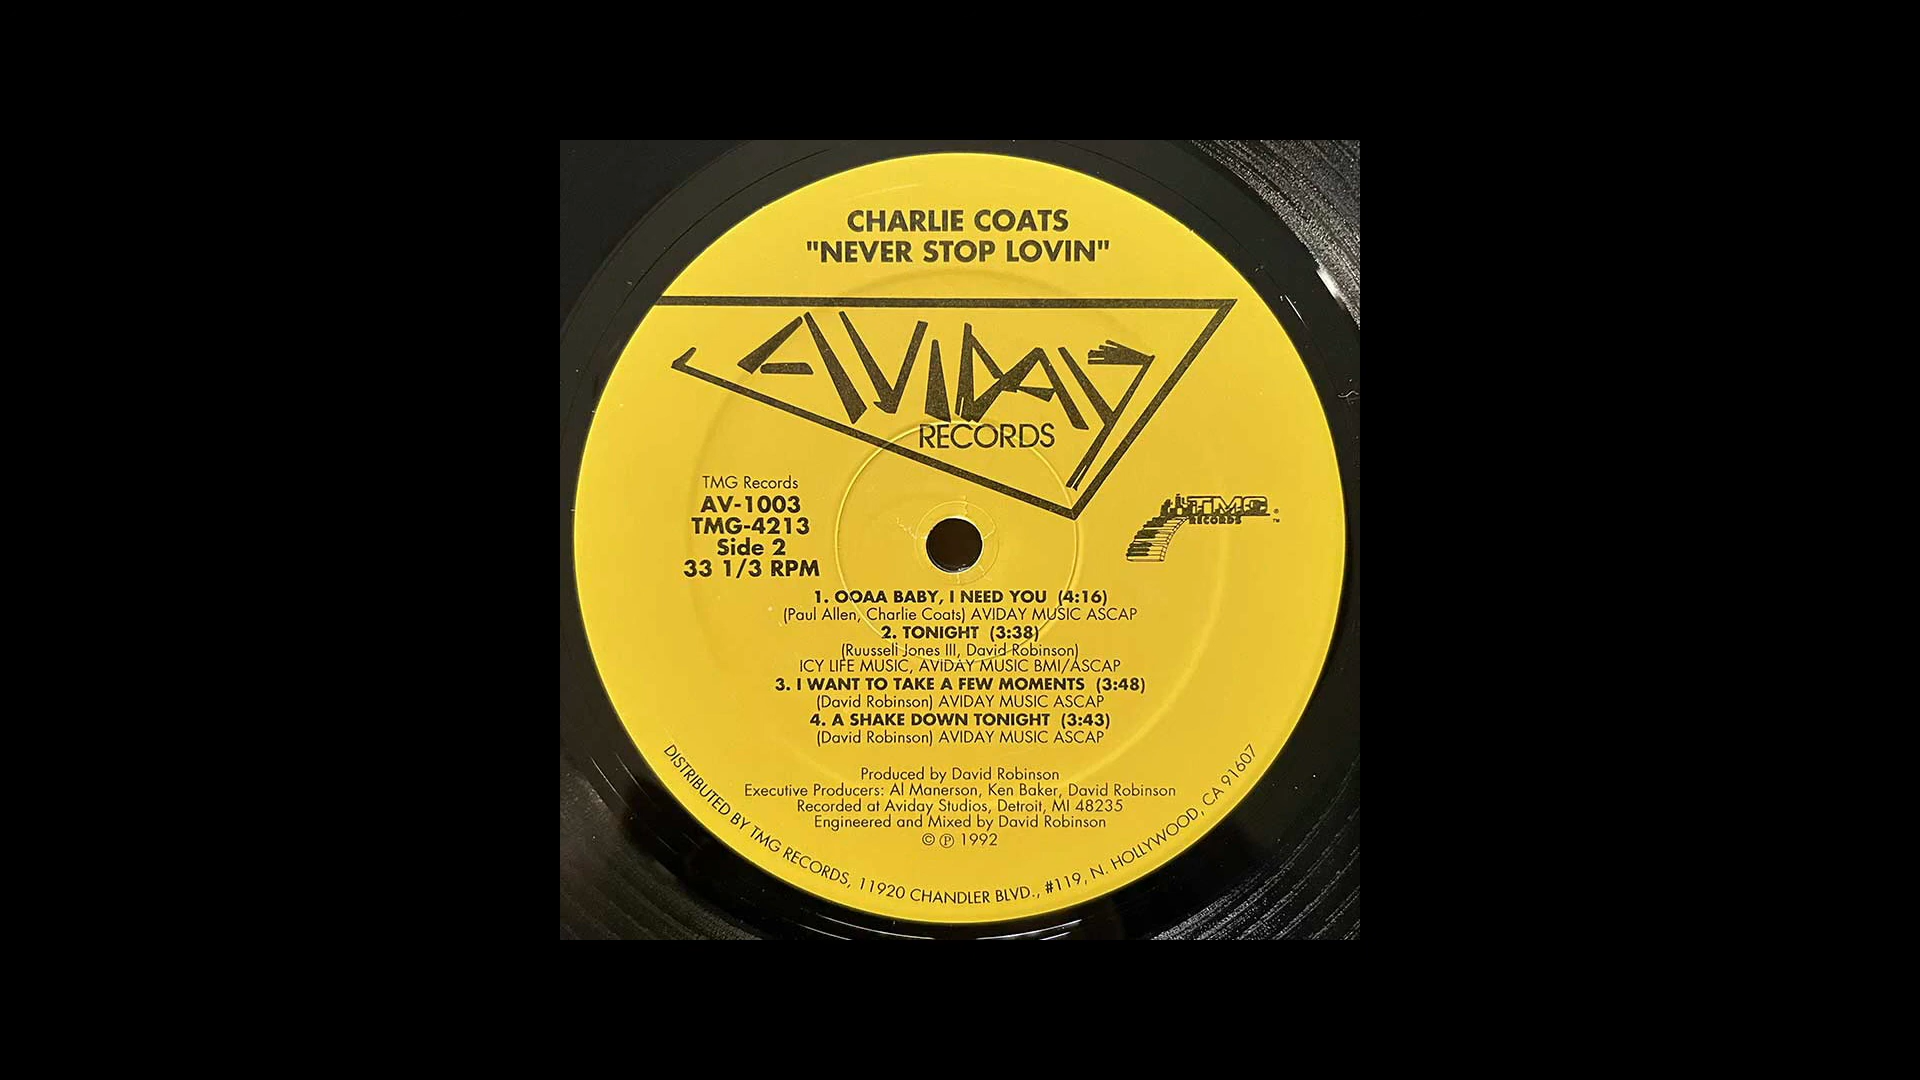 CHARLIE COATS
"NEVER STOP LOVIN"
AVIDAY
RECORDS
TMG Records
AV-1003
TMG-4213
Side 2
33 1/3 RPM
TMG ®
RECORDS ™
1. OOAA BABY, I NEED YOU (4:16)
(Paul Allen, Charlie Coats) AVIDAY MUSIC ASCAP
2. TONIGHT (3:38)
(Ruussell Jones III, David Robinson)
ICY LIFE MUSIC, AVIDAY MUSIC BMI/ASCAP
3. I WANT TO TAKE A FEW MOMENTS (3:48)
(David Robinson) AVIDAY MUSIC ASCAP
4. A SHAKE DOWN TONIGHT (3:43)
(David Robinson) AVIDAY MUSIC ASCAP
Produced by David Robinson
Executive Producers: Al Manerson, Ken Baker, David Robinson
Recorded at Aviday Studios, Detroit, MI 48235
Engineered and Mixed by David Robinson
© ℗ 1992
DISTRIBUTED BY TMG RECORDS, 11920 CHANDLER BLVD., #119, N. HOLLYWOOD, CA 91607